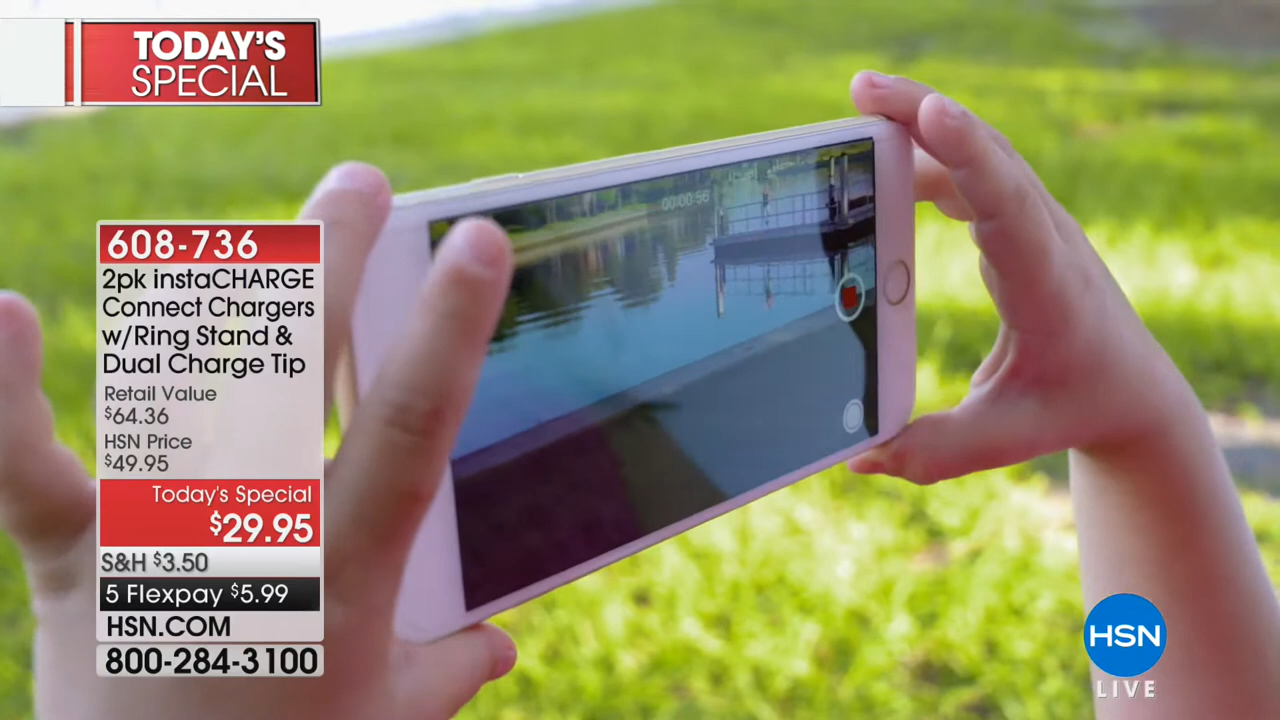 TODAY'S
SPECIAL
608-736
2pk instaCHARGE
Connect Chargers
w/Ring Stand &
Dual Charge Tip
Retail Value
$64.36
HSN Price
$49.95
Today's Special
$29.95
S&H $3.50
5 Flexpay $5.99
HSN.COM
800-284-3100
00:00:56
HSN
LIVE